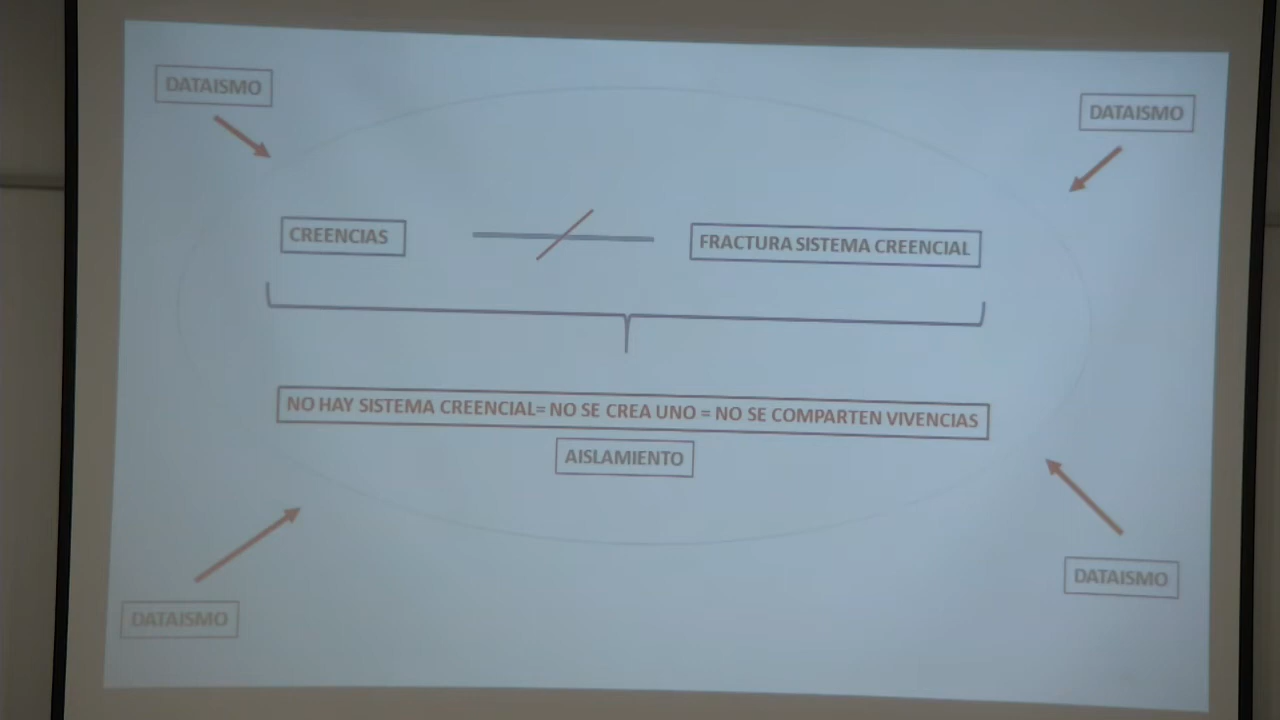 DATAISMO
DATAISMO
CREENCIAS
FRACTURA SISTEMA CREENCIAL
NO HAY SISTEMA CREENCIAL= NO SE CREA UNO = NO SE COMPARTEN VIVENCIAS
AISLAMIENTO
DATAISMO
DATAISMO